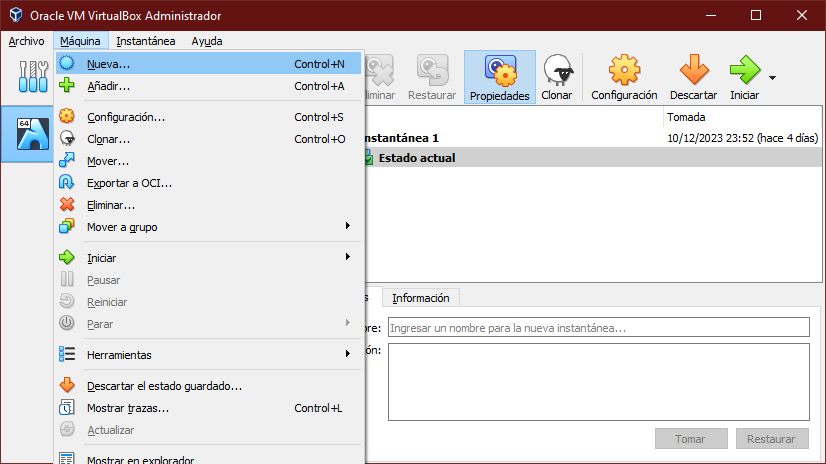 Oracle VM VirtualBox Administrador
Archivo Máquina Instantánea Ayuda
Nueva... Control+N
Añadir... Control+A
Configuración... Control+S
Clonar... Control+O
Mover...
Exportar a OCI...
Eliminar...
Mover a grupo
Iniciar
Pausar
Reiniciar
Parar
Herramientas
Descartar el estado guardado...
Mostrar trazas... Control+L
Actualizar
Mostrar en explorador
liminar Restaurar Propiedades Clonar Configuración Descartar Iniciar
64
Tomada
nstantánea 1 10/12/2023 23:52 (hace 4 días)
Estado actual
s Información
re: Ingresar un nombre para la nueva instantánea...
ón:
Tomar Restaurar